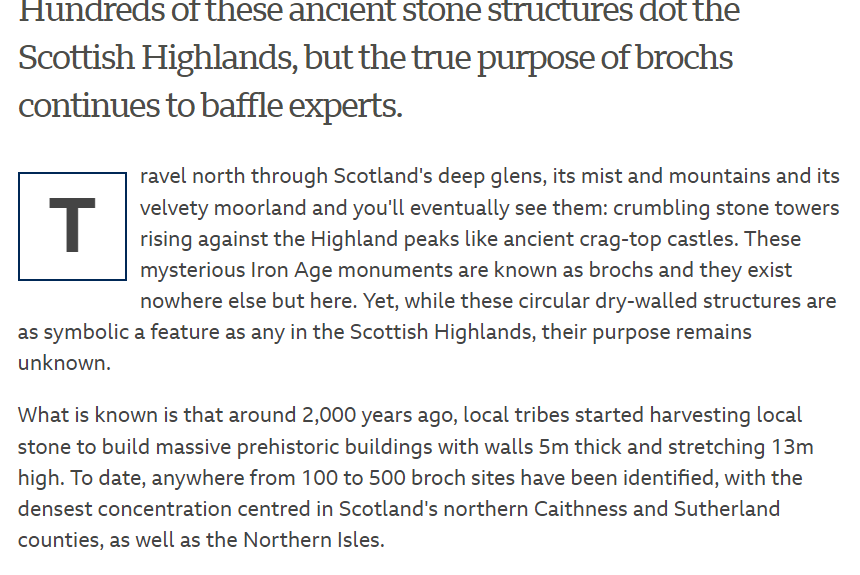 Hundreds of these ancient stone structures dot the
Scottish Highlands, but the true purpose of brochs
continues to baffle experts.
Travel north through Scotland's deep glens, its mist and mountains and its
velvety moorland and you'll eventually see them: crumbling stone towers
rising against the Highland peaks like ancient crag-top castles. These
mysterious Iron Age monuments are known as brochs and they exist
nowhere else but here. Yet, while these circular dry-walled structures are
as symbolic a feature as any in the Scottish Highlands, their purpose remains
unknown.
What is known is that around 2,000 years ago, local tribes started harvesting local
stone to build massive prehistoric buildings with walls 5m thick and stretching 13m
high. To date, anywhere from 100 to 500 broch sites have been identified, with the
densest concentration centred in Scotland's northern Caithness and Sutherland
counties, as well as the Northern Isles.